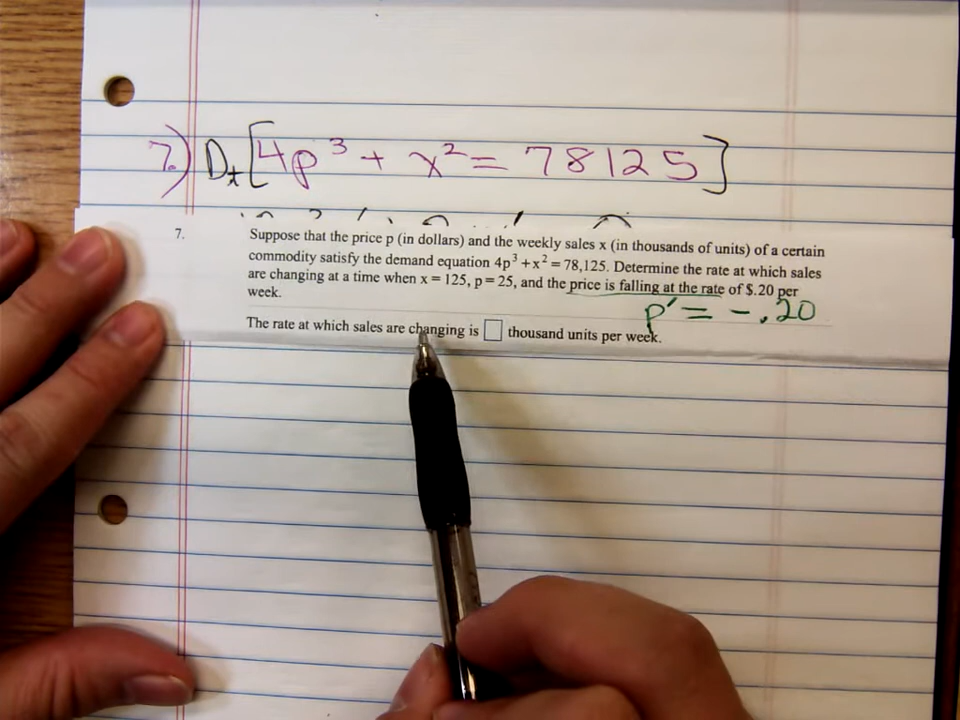 7.) Dₜ[4p³ + x² = 78125]
7. Suppose that the price p (in dollars) and the weekly sales x (in thousands of units) of a certain
commodity satisfy the demand equation 4p³ +x² = 78,125. Determine the rate at which sales
are changing at a time when x = 125, p = 25, and the price is falling at the rate of $.20 per
week.
p' = -.20
The rate at which sales are changing is □ thousand units per week.